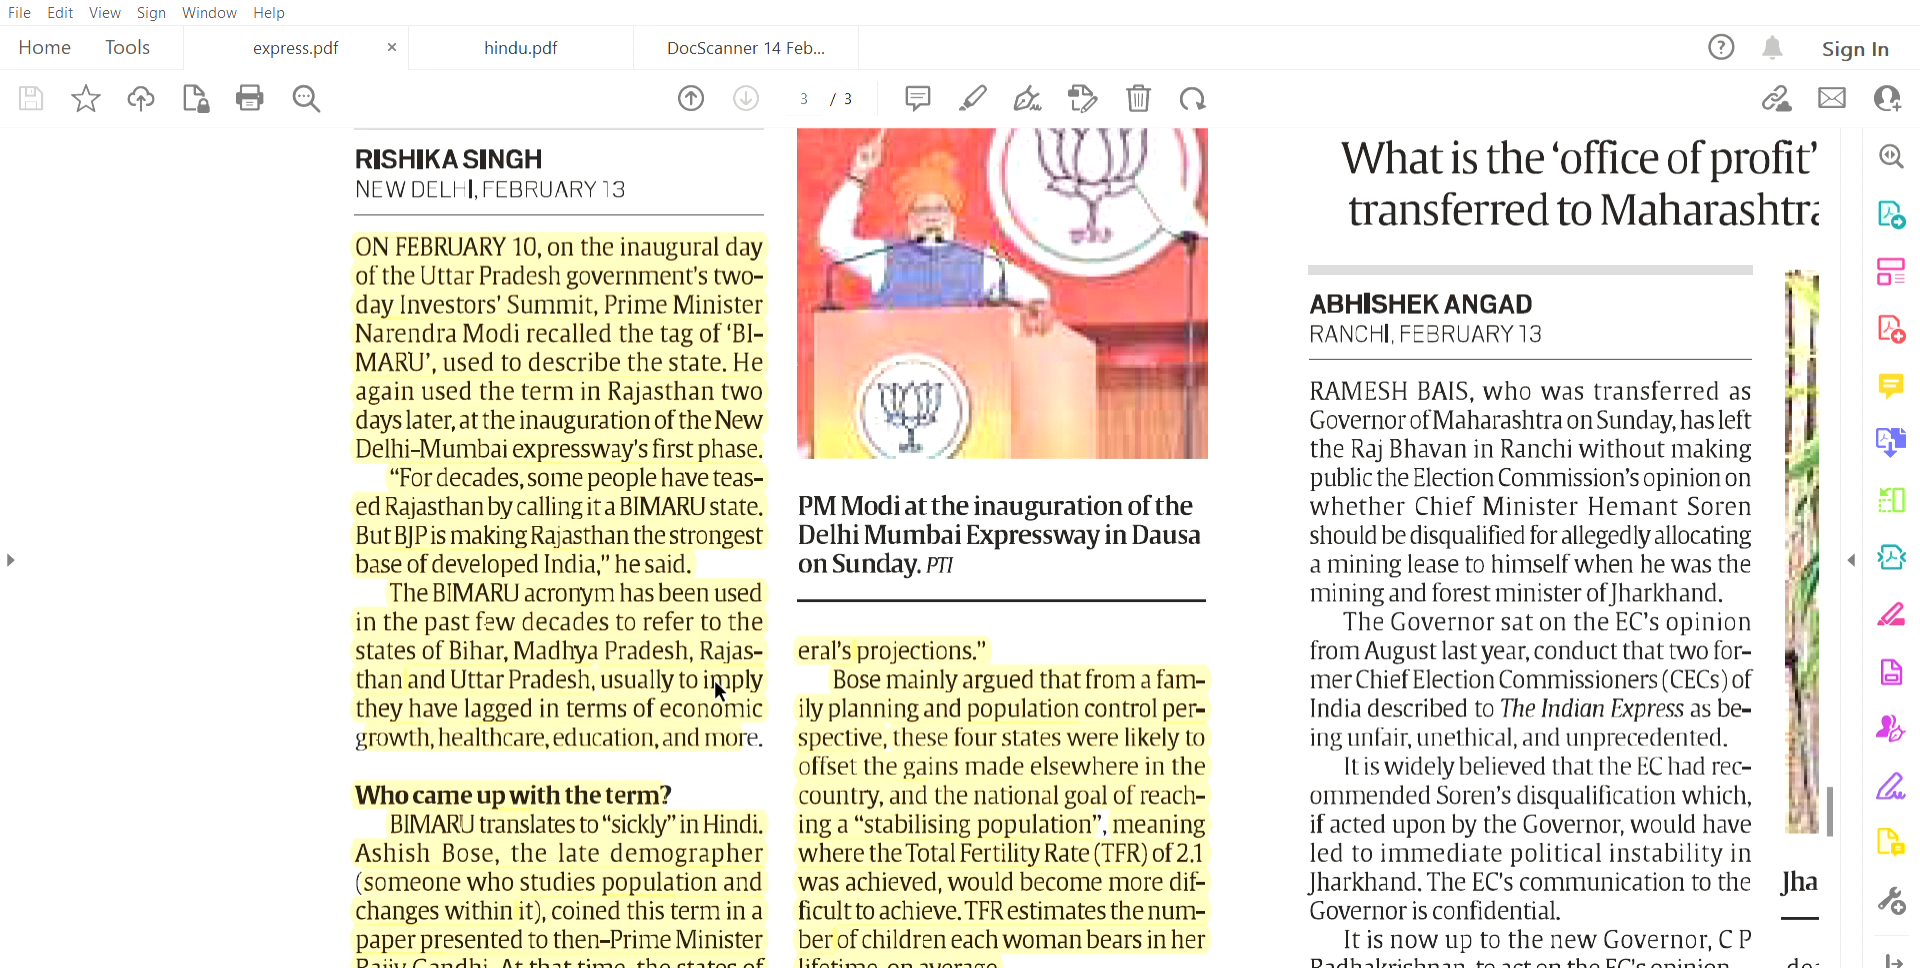 File Edit View Sign Window Help
Home Tools express.pdf × hindu.pdf DocScanner 14 Feb... Sign In
3 / 3
RISHIKA SINGH
NEW DELHI, FEBRUARY 13
ON FEBRUARY 10, on the inaugural day
of the Uttar Pradesh government's two-
day Investors' Summit, Prime Minister
Narendra Modi recalled the tag of 'BI-
MARU', used to describe the state. He
again used the term in Rajasthan two
days later, at the inauguration of the New
Delhi-Mumbai expressway's first phase.
"For decades, some people have teas-
ed Rajasthan by calling it a BIMARU state.
But BJP is making Rajasthan the strongest
base of developed India," he said.
The BIMARU acronym has been used
in the past few decades to refer to the
states of Bihar, Madhya Pradesh, Rajas-
than and Uttar Pradesh, usually to imply
they have lagged in terms of economic
growth, healthcare, education, and more.
Who came up with the term?
BIMARU translates to "sickly" in Hindi.
Ashish Bose, the late demographer
(someone who studies population and
changes within it), coined this term in a
paper presented to then-Prime Minister
Rajiv Gandhi. At that time, the states of
PM Modi at the inauguration of the
Delhi Mumbai Expressway in Dausa
on Sunday. PTI
eral's projections."
Bose mainly argued that from a fam-
ily planning and population control per-
spective, these four states were likely to
offset the gains made elsewhere in the
country, and the national goal of reach-
ing a "stabilising population", meaning
where the Total Fertility Rate (TFR) of 2.1
was achieved, would become more dif-
ficult to achieve. TFR estimates the num-
ber of children each woman bears in her
lifetime, on average.
What is the 'office of profit'
transferred to Maharashtra
ABHISHEK ANGAD
RANCHI, FEBRUARY 13
RAMESH BAIS, who was transferred as
Governor of Maharashtra on Sunday, has left
the Raj Bhavan in Ranchi without making
public the Election Commission's opinion on
whether Chief Minister Hemant Soren
should be disqualified for allegedly allocating
a mining lease to himself when he was the
mining and forest minister of Jharkhand.
The Governor sat on the EC's opinion
from August last year, conduct that two for-
mer Chief Election Commissioners (CECs) of
India described to The Indian Express as be-
ing unfair, unethical, and unprecedented.
It is widely believed that the EC had rec-
ommended Soren's disqualification which,
if acted upon by the Governor, would have
led to immediate political instability in
Jharkhand. The EC's communication to the
Governor is confidential.
It is now up to the new Governor, C P
Radhakrishnan, to act on the EC's opinion
Jha